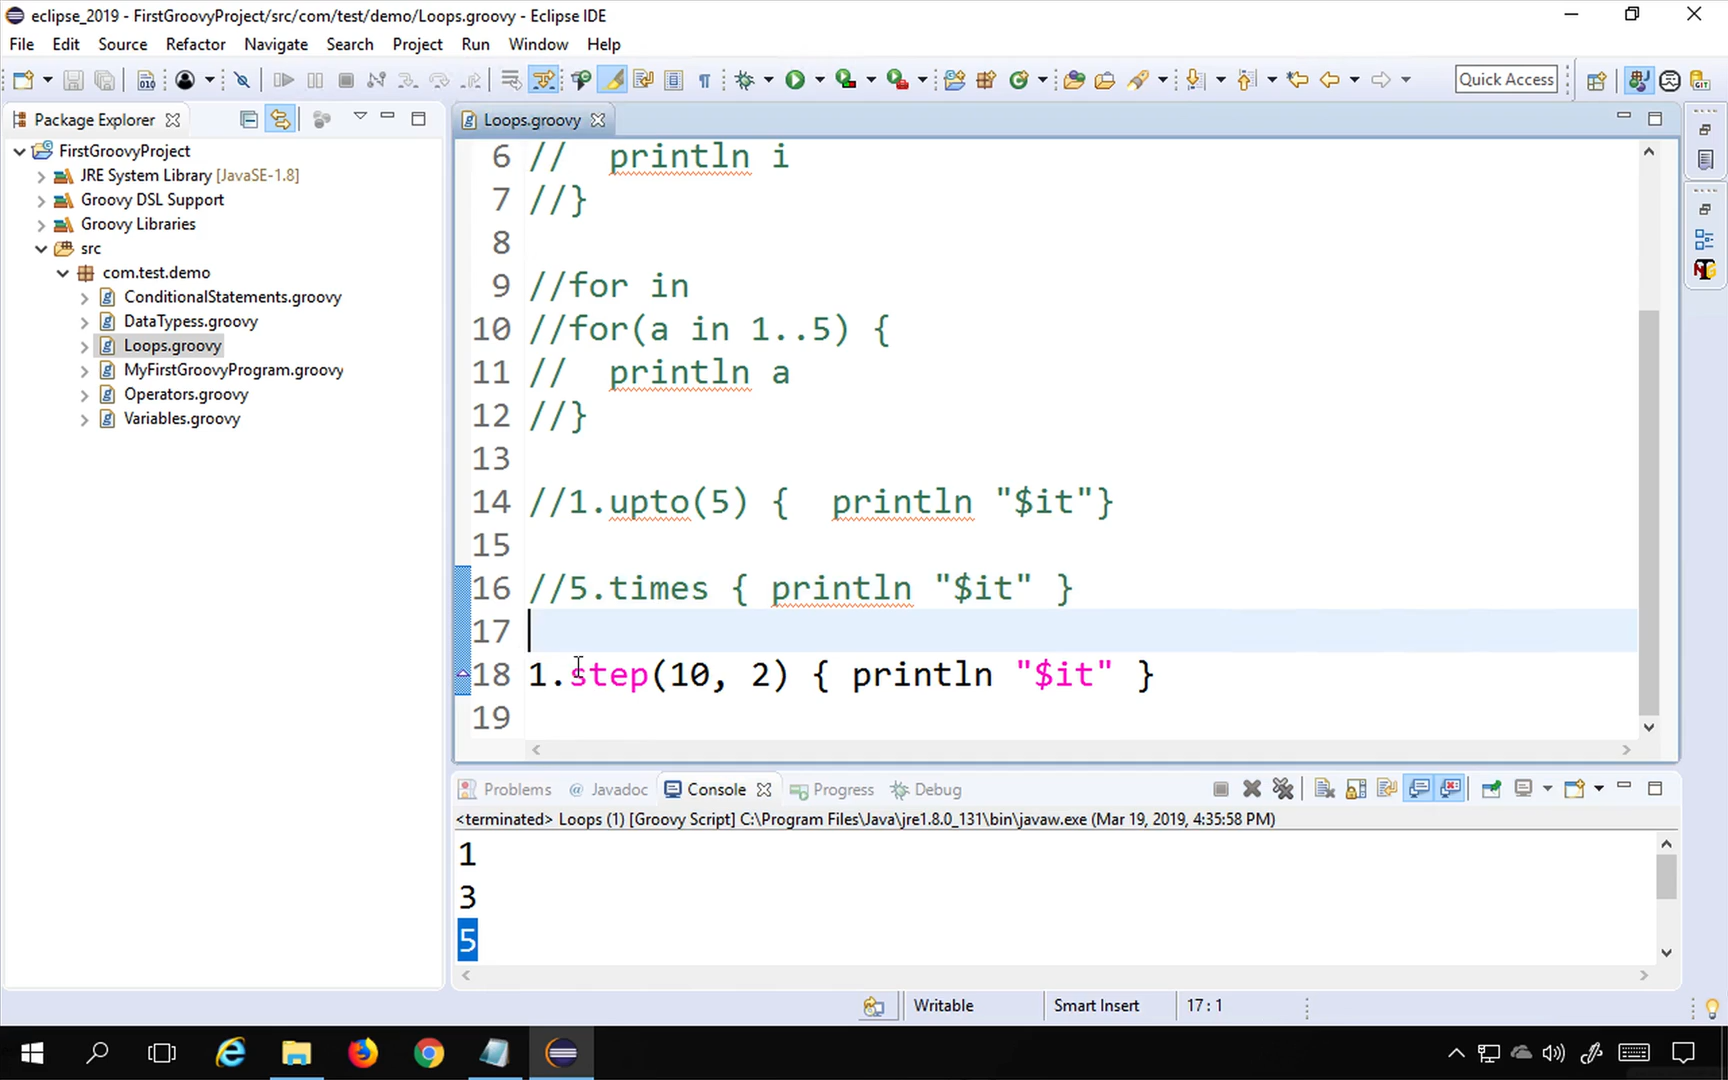 eclipse_2019 - FirstGroovyProject/src/com/test/demo/Loops.groovy - Eclipse IDE
File Edit Source Refactor Navigate Search Project Run Window Help
Quick Access
Package Explorer
Loops.groovy
FirstGroovyProject
JRE System Library [JavaSE-1.8]
Groovy DSL Support
Groovy Libraries
src
com.test.demo
ConditionalStatements.groovy
DataTypess.groovy
Loops.groovy
MyFirstGroovyProgram.groovy
Operators.groovy
Variables.groovy
6 //  println i
7 //}
8
9 //for in
10 //for(a in 1..5) {
11 //  println a
12 //}
13
14 //1.upto(5) {  println "$it"}
15
16 //5.times { println "$it" }
17
18 1.step(10, 2) { println "$it" }
19
Problems @ Javadoc Console Progress Debug
<terminated> Loops (1) [Groovy Script] C:\Program Files\Java\jre1.8.0_131\bin\javaw.exe (Mar 19, 2019, 4:35:58 PM)
1
3
5
Writable Smart Insert 17 : 1